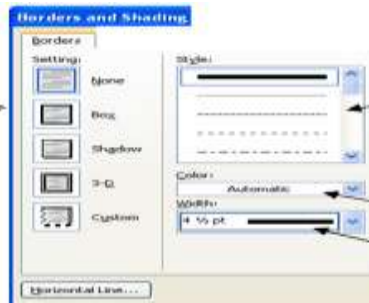 Borders and Shading
Borders
Setting:
None
Box
Shadow
3-D
Custom
Style:
Color:
Automatic
Width:
4 ½ pt
Horizontal Line...